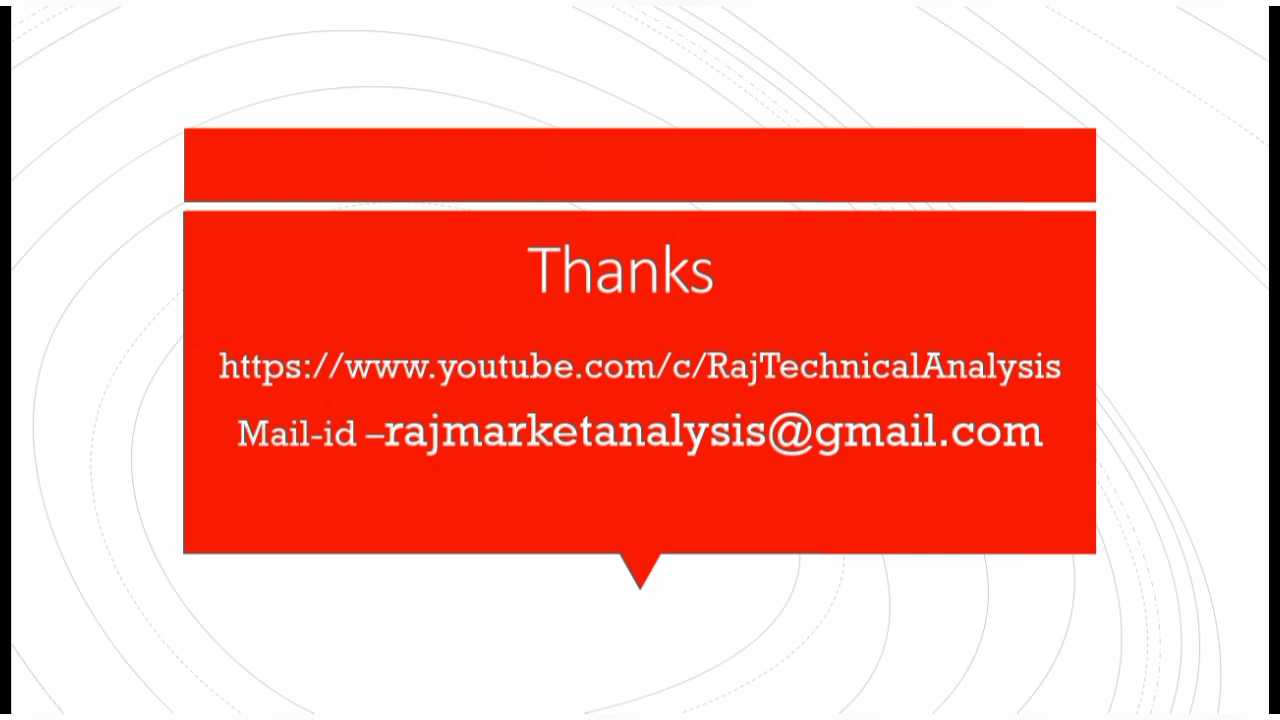 Thanks
https://www.youtube.com/c/RajTechnicalAnalysis
Mail-id –rajmarketanalysis@gmail.com